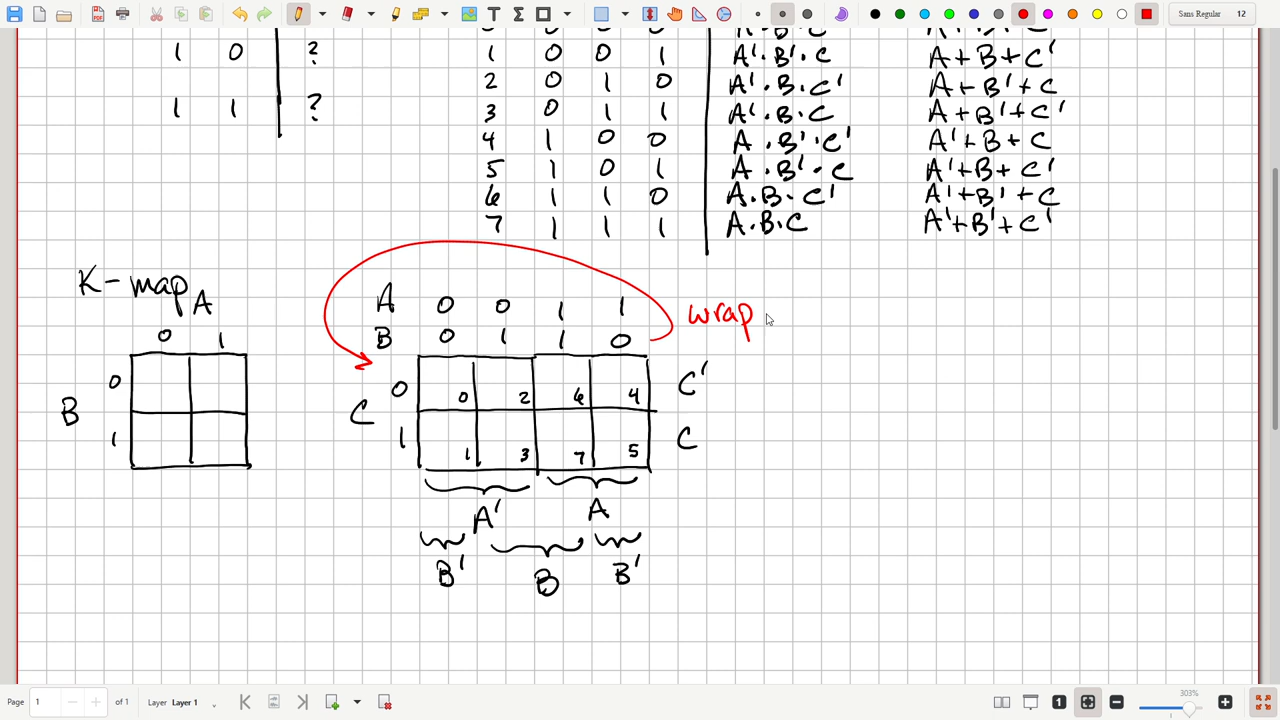 Sans Regular 12
1 0 ?
1 0 0 1 A'·B'·C A+B+C'
2 0 1 0 A'·B·C' A+B'+C
1 1 ?
3 0 1 1 A'·B·C A+B'+C'
4 1 0 0 A·B'·C' A'+B+C
5 1 0 1 A·B'·C A'+B+C'
6 1 1 0 A·B·C' A'+B'+C
7 1 1 1 A·B·C A'+B'+C'
K-map
A
0 1
B
0
1
A 0 0 1 1
B 0 1 1 0
wrap
C
0 0 2 6 4 C'
1 1 3 7 5 C
A' A
B' B B'
Page 1 of 1 Layer Layer 1
1
303%